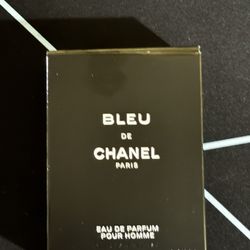 BLEU
DE
CHANEL
PARIS
EAU DE PARFUM
POUR HOMME